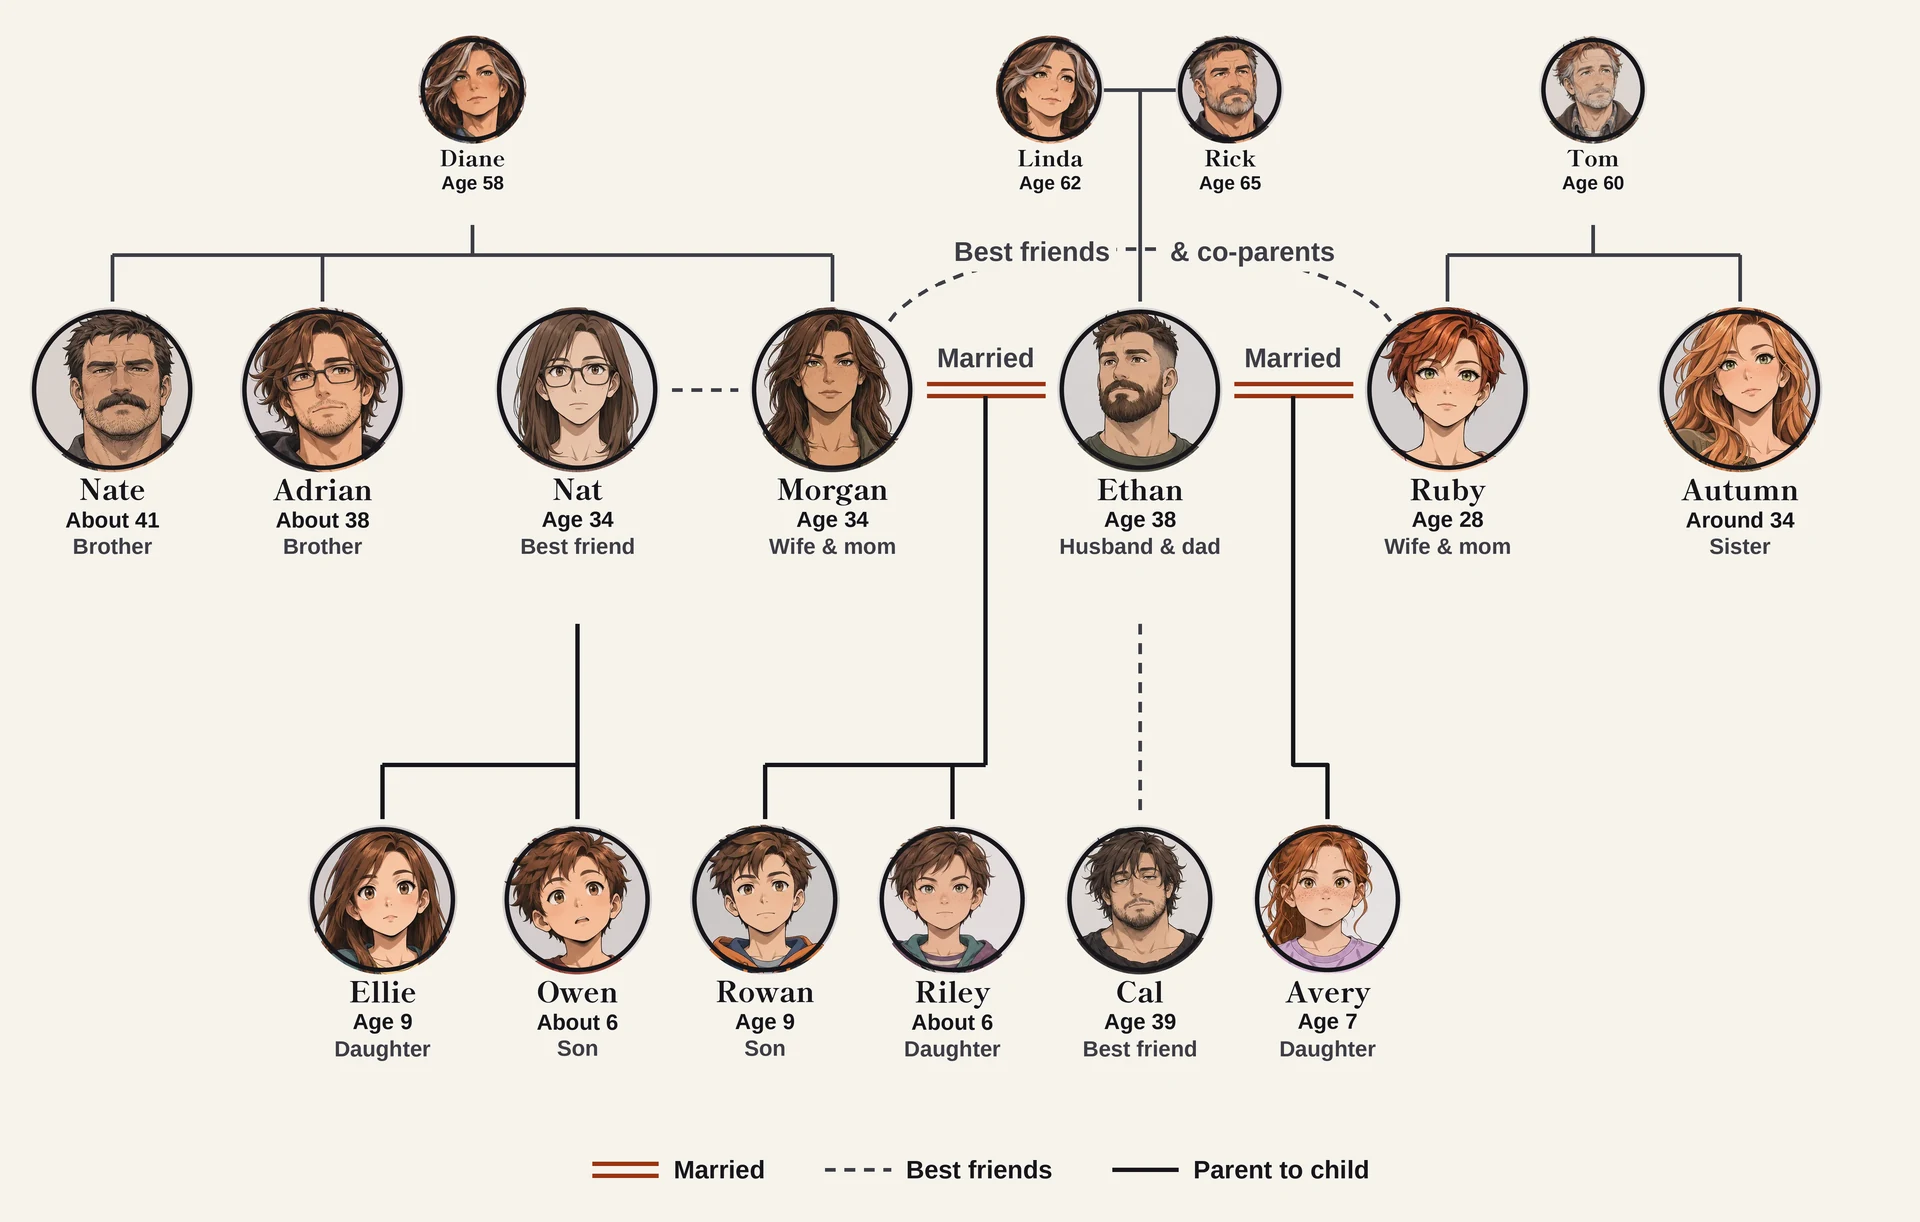 Diane
Age 58
Linda
Age 62
Rick
Age 65
Tom
Age 60
Best friends & co-parents
Married
Married
Nate
About 41
Brother
Adrian
About 38
Brother
Nat
Age 34
Best friend
Morgan
Age 34
Wife & mom
Ethan
Age 38
Husband & dad
Ruby
Age 28
Wife & mom
Autumn
Around 34
Sister
Ellie
Age 9
Daughter
Owen
About 6
Son
Rowan
Age 9
Son
Riley
About 6
Daughter
Cal
Age 39
Best friend
Avery
Age 7
Daughter
Married
Best friends
Parent to child